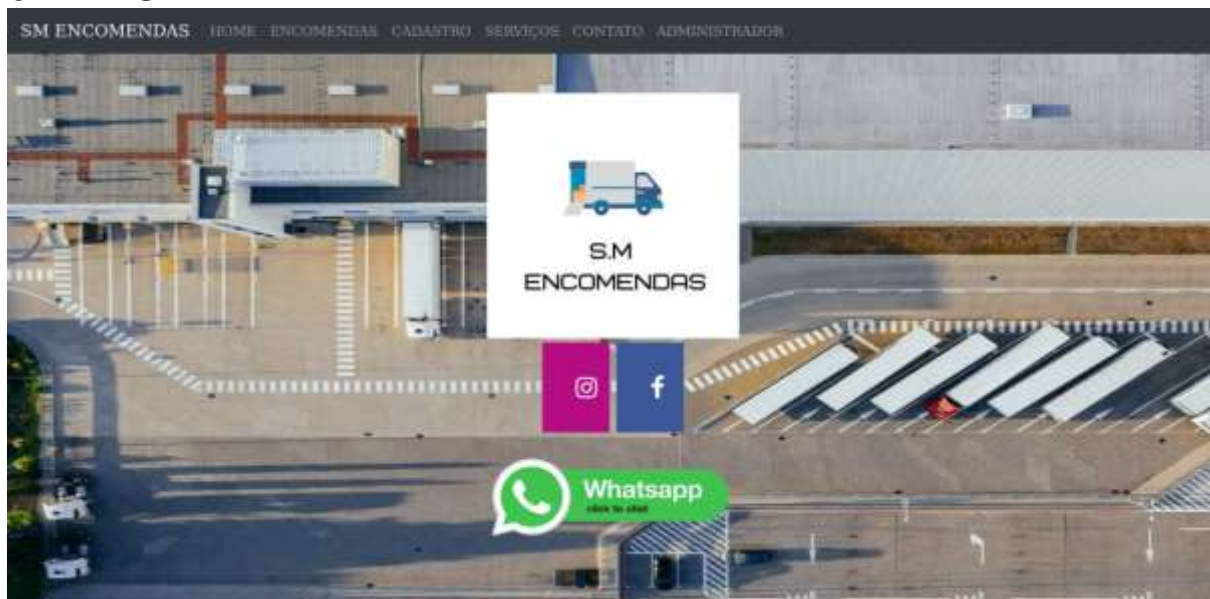 SM ENCOMENDAS HOME ENCOMENDAS CADASTRO SERVIÇOS CONTATO ADMINISTRADOR
S.M
ENCOMENDAS
Whatsapp
click to chat